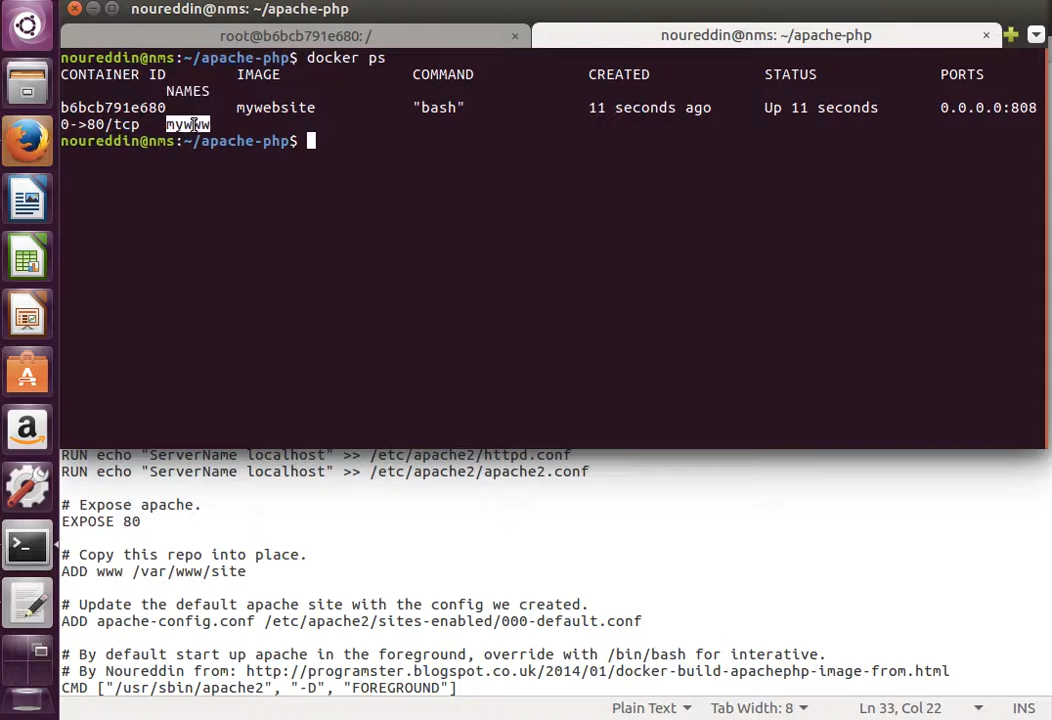 noureddin@nms: ~/apache-php
root@b6bcb791e680: / × noureddin@nms: ~/apache-php ×
noureddin@nms:~/apache-php$ docker ps
CONTAINER ID IMAGE COMMAND CREATED STATUS PORTS
NAMES
b6bcb791e680 mywebsite "bash" 11 seconds ago Up 11 seconds 0.0.0.0:808
0->80/tcp mywww
noureddin@nms:~/apache-php$
RUN echo "ServerName localhost" >> /etc/apache2/httpd.conf
RUN echo "ServerName localhost" >> /etc/apache2/apache2.conf
# Expose apache.
EXPOSE 80
# Copy this repo into place.
ADD www /var/www/site
# Update the default apache site with the config we created.
ADD apache-config.conf /etc/apache2/sites-enabled/000-default.conf
# By default start up apache in the foreground, override with /bin/bash for interative.
# By Noureddin from: http://programster.blogspot.co.uk/2014/01/docker-build-apachephp-image-from.html
CMD ["/usr/sbin/apache2", "-D", "FOREGROUND"]
Plain Text Tab Width: 8 Ln 33, Col 22 INS